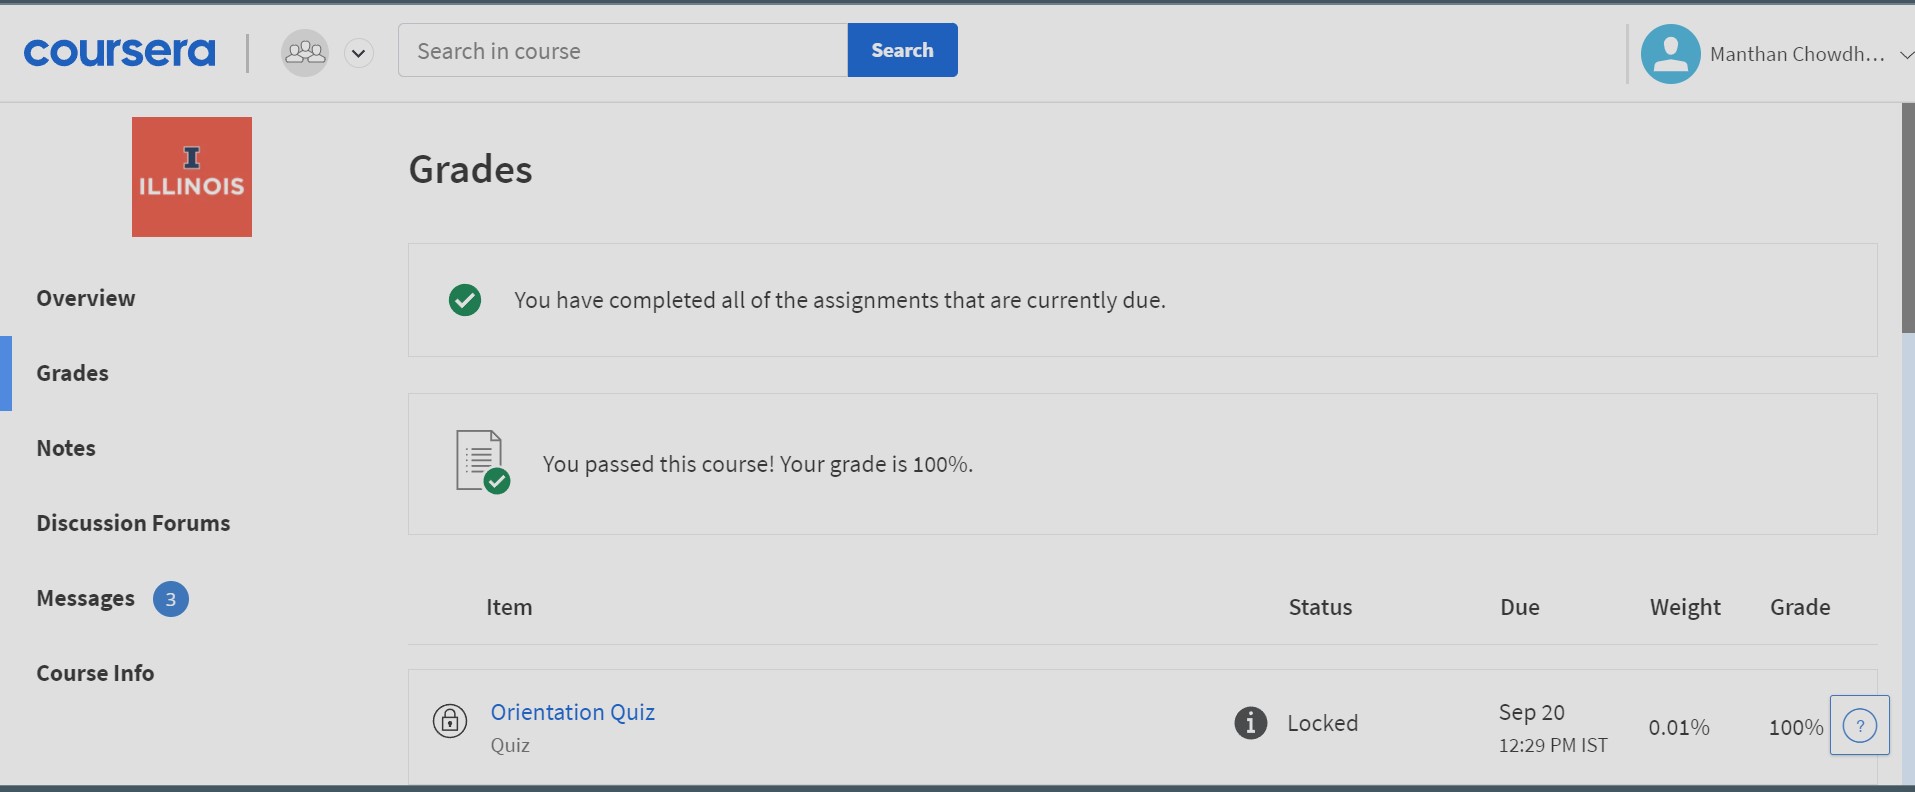 coursera
Search in course
Search
Manthan Chowdh...
I
ILLINOIS
Overview
Grades
Notes
Discussion Forums
Messages 3
Course Info
Grades
You have completed all of the assignments that are currently due.
You passed this course! Your grade is 100%.
Item Status Due Weight Grade
Orientation Quiz
Quiz
Locked
Sep 20
12:29 PM IST
0.01%
100%
?